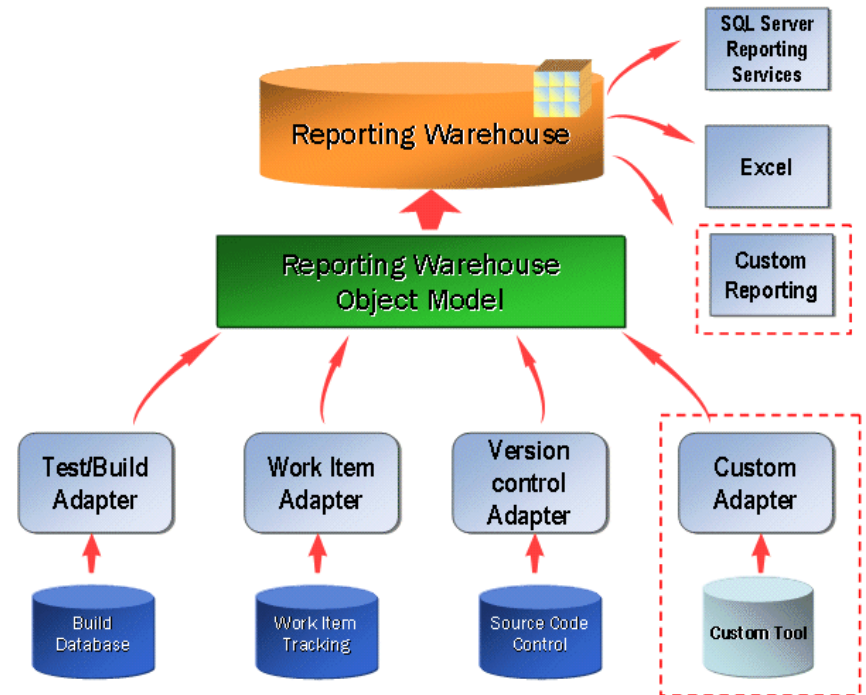 SQL Server
Reporting
Services
Reporting Warehouse
Excel
Reporting Warehouse
Object Model
Custom
Reporting
Test/Build
Adapter
Work Item
Adapter
Version
control
Adapter
Custom
Adapter
Build
Database
Work Item
Tracking
Source Code
Control
Custom Tool